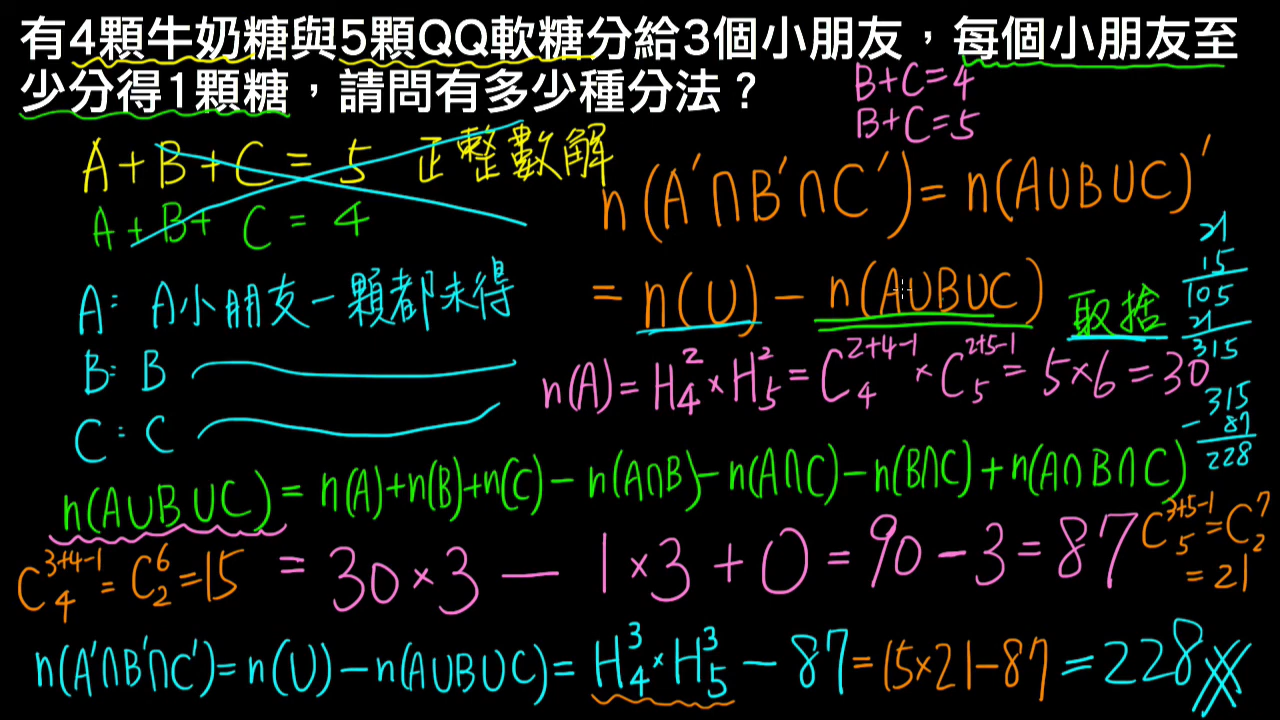 有4顆牛奶糖與5顆QQ軟糖分給3個小朋友，每個小朋友至
少分得1顆糖，請問有多少種分法？
B+C=4
B+C=5
A+B+C=5 正整數解
A+B+C=4
n(A'∩B'∩C')=n(A∪B∪C)'
=n(U)-n(A∪B∪C) 取捨
A: A小朋友一顆都未得
B: B
C: C
n(A)=H²₄×H²₅=C²⁺⁴⁻¹₄×C²⁺⁵⁻¹₅=5×6=30
21
15
105
21
315
315
-87
228
n(A∪B∪C)=n(A)+n(B)+n(C)-n(A∩B)-n(A∩C)-n(B∩C)+n(A∩B∩C)
=30×3-1×3+0=90-3=87
C³⁺⁴⁻¹₄=C⁶₂=15
C³⁺⁵⁻¹₅=C⁷₂
=21
n(A'∩B'∩C')=n(U)-n(A∪B∪C)=H³₄×H³₅-87=15×21-87=228